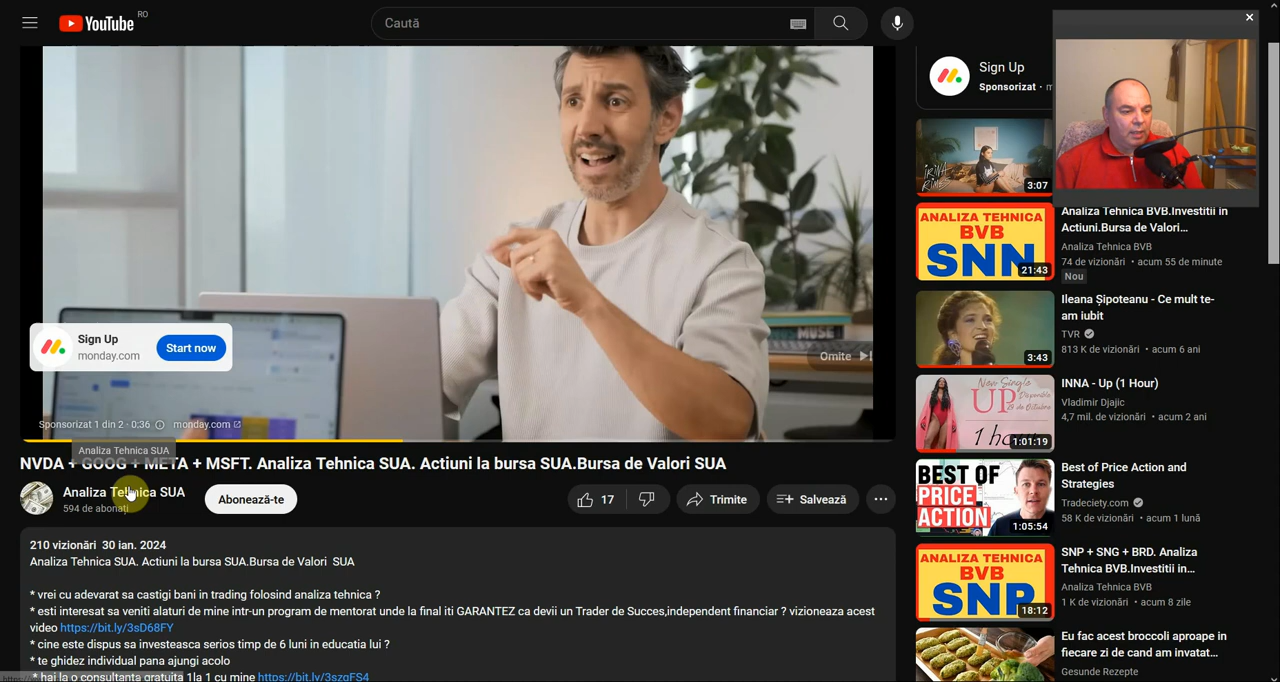 YouTube RO
Caută
Sign Up
monday.com
Start now
MUSE
Omite
Sponsorizat 1 din 2 · 0:36
monday.com
Analiza Tehnica SUA
NVDA + GOOG + META + MSFT. Analiza Tehnica SUA. Actiuni la bursa SUA.Bursa de Valori SUA
Analiza Tehnica SUA
594 de abonați
Abonează-te
17
Trimite
Salvează
210 vizionări 30 ian. 2024
Analiza Tehnica SUA. Actiuni la bursa SUA.Bursa de Valori SUA
* vrei cu adevarat sa castigi bani in trading folosind analiza tehnica ?
* esti interesat sa veniti alaturi de mine intr-un program de mentorat unde la final iti GARANTEZ ca devii un Trader de Succes,independent financiar ? vizioneaza acest
video https://bit.ly/3sD68FY
* cine este dispus sa investeasca serios timp de 6 luni in educatia lui ?
* te ghidez individual pana ajungi acolo
* hai la o consultanta gratuita 1la 1 cu mine https://bit.ly/3szgFS4
Sign Up
Sponsorizat ·
IRINA
RIMES
3:07
ANALIZA TEHNICA
BVB
SNN
21:43
Analiza Tehnica BVB.Investitii in
Actiuni.Bursa de Valori...
Analiza Tehnica BVB
74 de vizionări · acum 55 de minute
Nou
3:43
Ileana Șipoteanu - Ce mult te-
am iubit
TVR
813 K de vizionări · acum 6 ani
New Single
UP
1 hour
1:01:19
INNA - Up (1 Hour)
Vladimir Djajic
4,7 mil. de vizionări · acum 2 ani
BEST OF
PRICE
ACTION
1:05:54
Best of Price Action and
Strategies
Tradeciety.com
58 K de vizionări · acum 1 lună
ANALIZA TEHNICA
BVB
SNP
18:12
SNP + SNG + BRD. Analiza
Tehnica BVB.Investitii in...
Analiza Tehnica BVB
1 K de vizionări · acum 8 zile
Eu fac acest broccoli aproape in
fiecare zi de cand am invatat...
Gesunde Rezepte